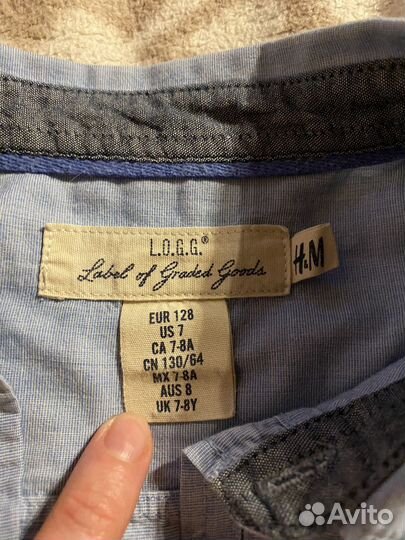 L.O.G.G.®
Label of Graded Goods
H&M
EUR 128
US 7
CA 7-8A
CN 130/64
MX 7-8A
AUS 8
UK 7-8Y
Avito